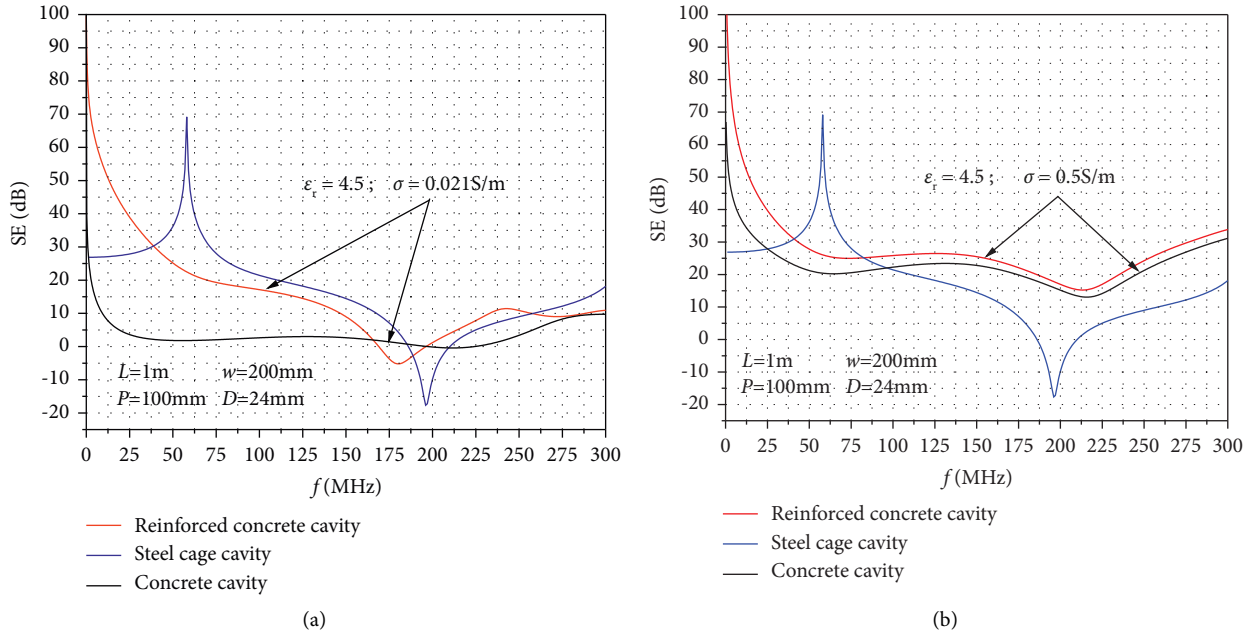 100
90
80
70
60
50
40
30
20
10
0
-10
-20
SE (dB)
εr = 4.5 ; σ = 0.021S/m
L=1m w=200mm
P=100mm D=24mm
0 25 50 75 100 125 150 175 200 225 250 275 300
f (MHz)
Reinforced concrete cavity
Steel cage cavity
Concrete cavity
(a)
100
90
80
70
60
50
40
30
20
10
0
-10
-20
SE (dB)
εr = 4.5 ; σ = 0.5S/m
L=1m w=200mm
P=100mm D=24mm
0 25 50 75 100 125 150 175 200 225 250 275 300
f (MHz)
Reinforced concrete cavity
Steel cage cavity
Concrete cavity
(b)